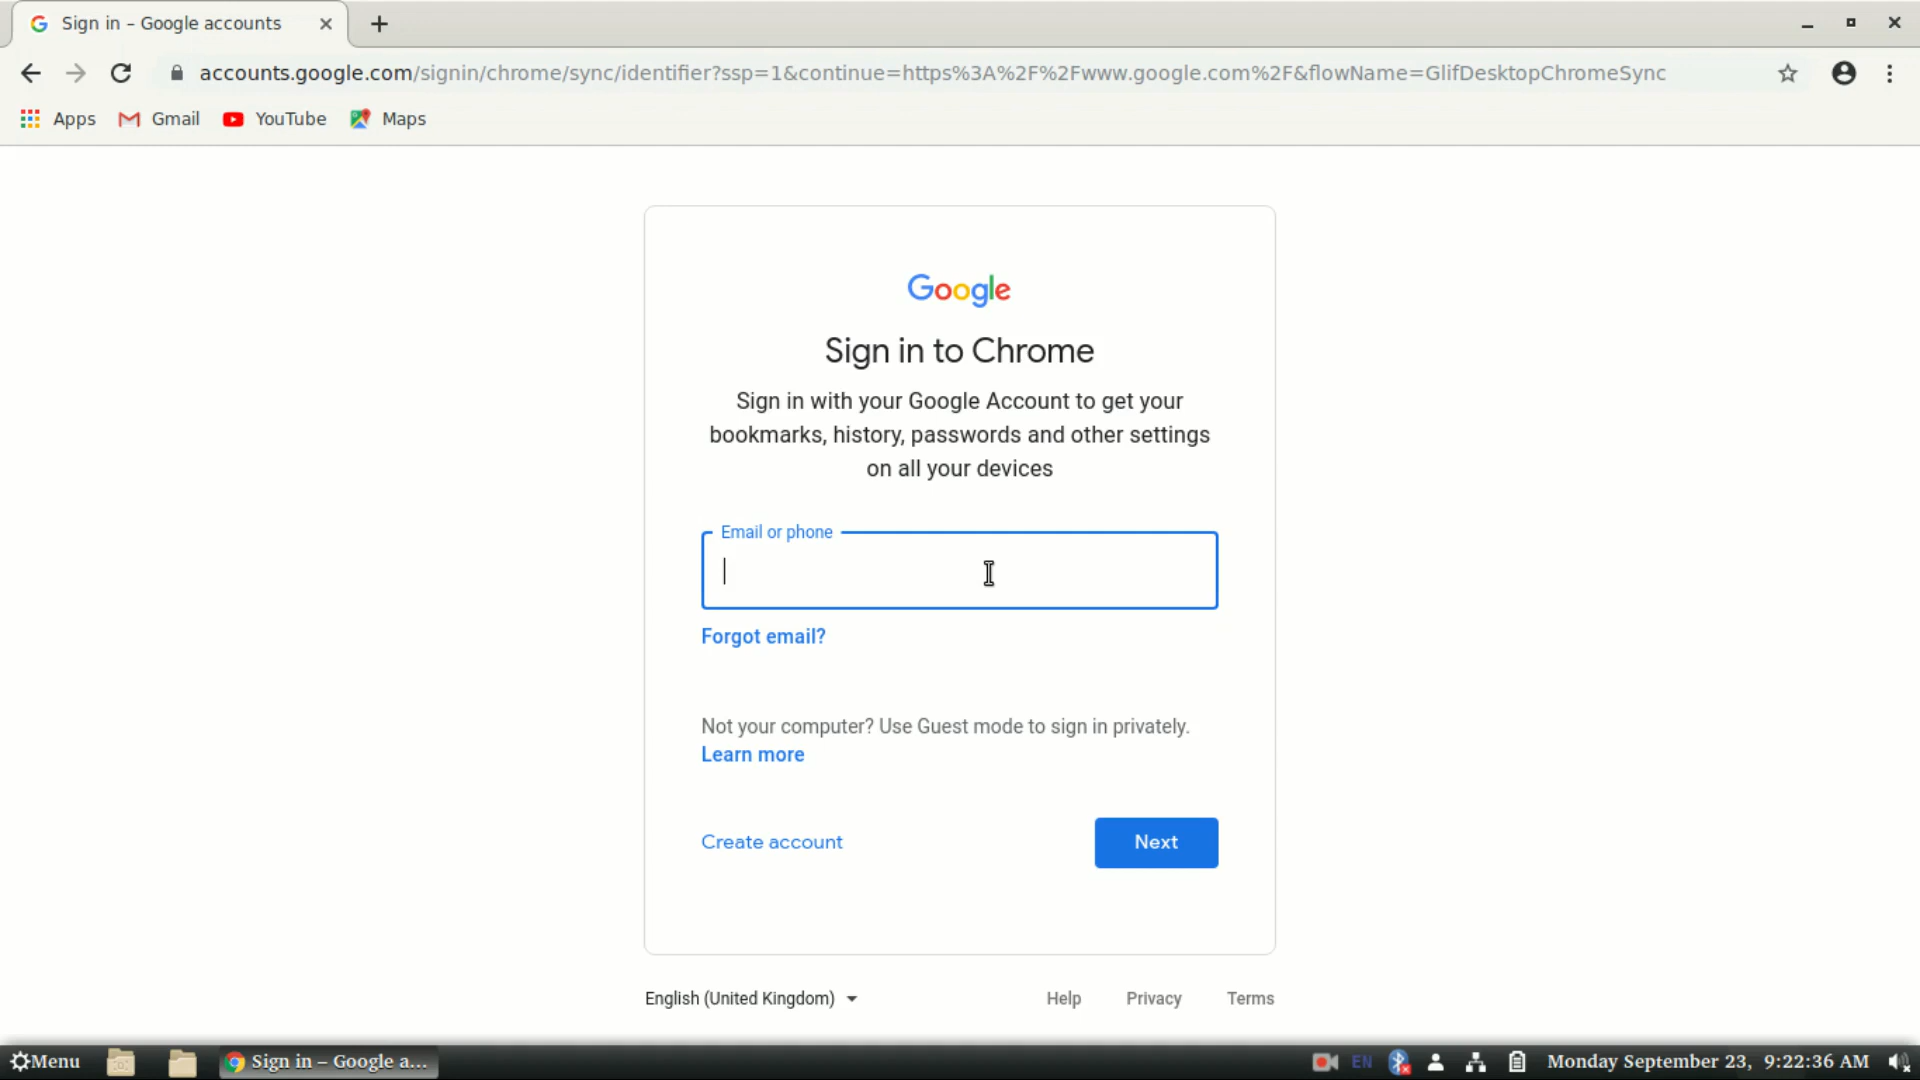 Sign in – Google accounts
accounts.google.com/signin/chrome/sync/identifier?ssp=1&continue=https%3A%2F%2Fwww.google.com%2F&flowName=GlifDesktopChromeSync
Apps Gmail YouTube Maps
Google
Sign in to Chrome
Sign in with your Google Account to get your
bookmarks, history, passwords and other settings
on all your devices
Email or phone
Forgot email?
Not your computer? Use Guest mode to sign in privately.
Learn more
Create account Next
English (United Kingdom) Help Privacy Terms
Menu Sign in – Google a... EN Monday September 23, 9:22:36 AM